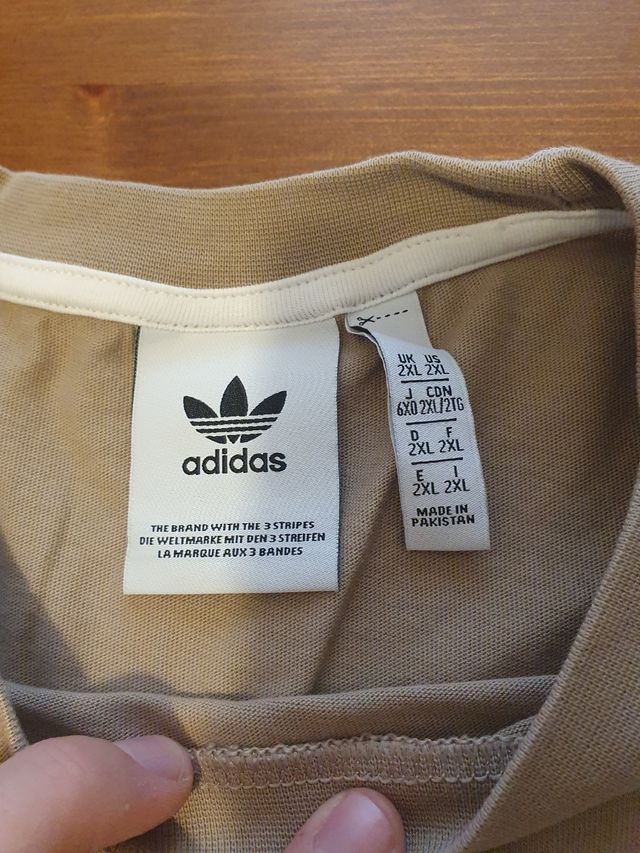 adidas
THE BRAND WITH THE 3 STRIPES
DIE WELTMARKE MIT DEN 3 STREIFEN
LA MARQUE AUX 3 BANDES
UK US
2XL 2XL
J CDN
6XO 2XL/2TG
D F
2XL 2XL
E I
2XL 2XL
MADE IN
PAKISTAN